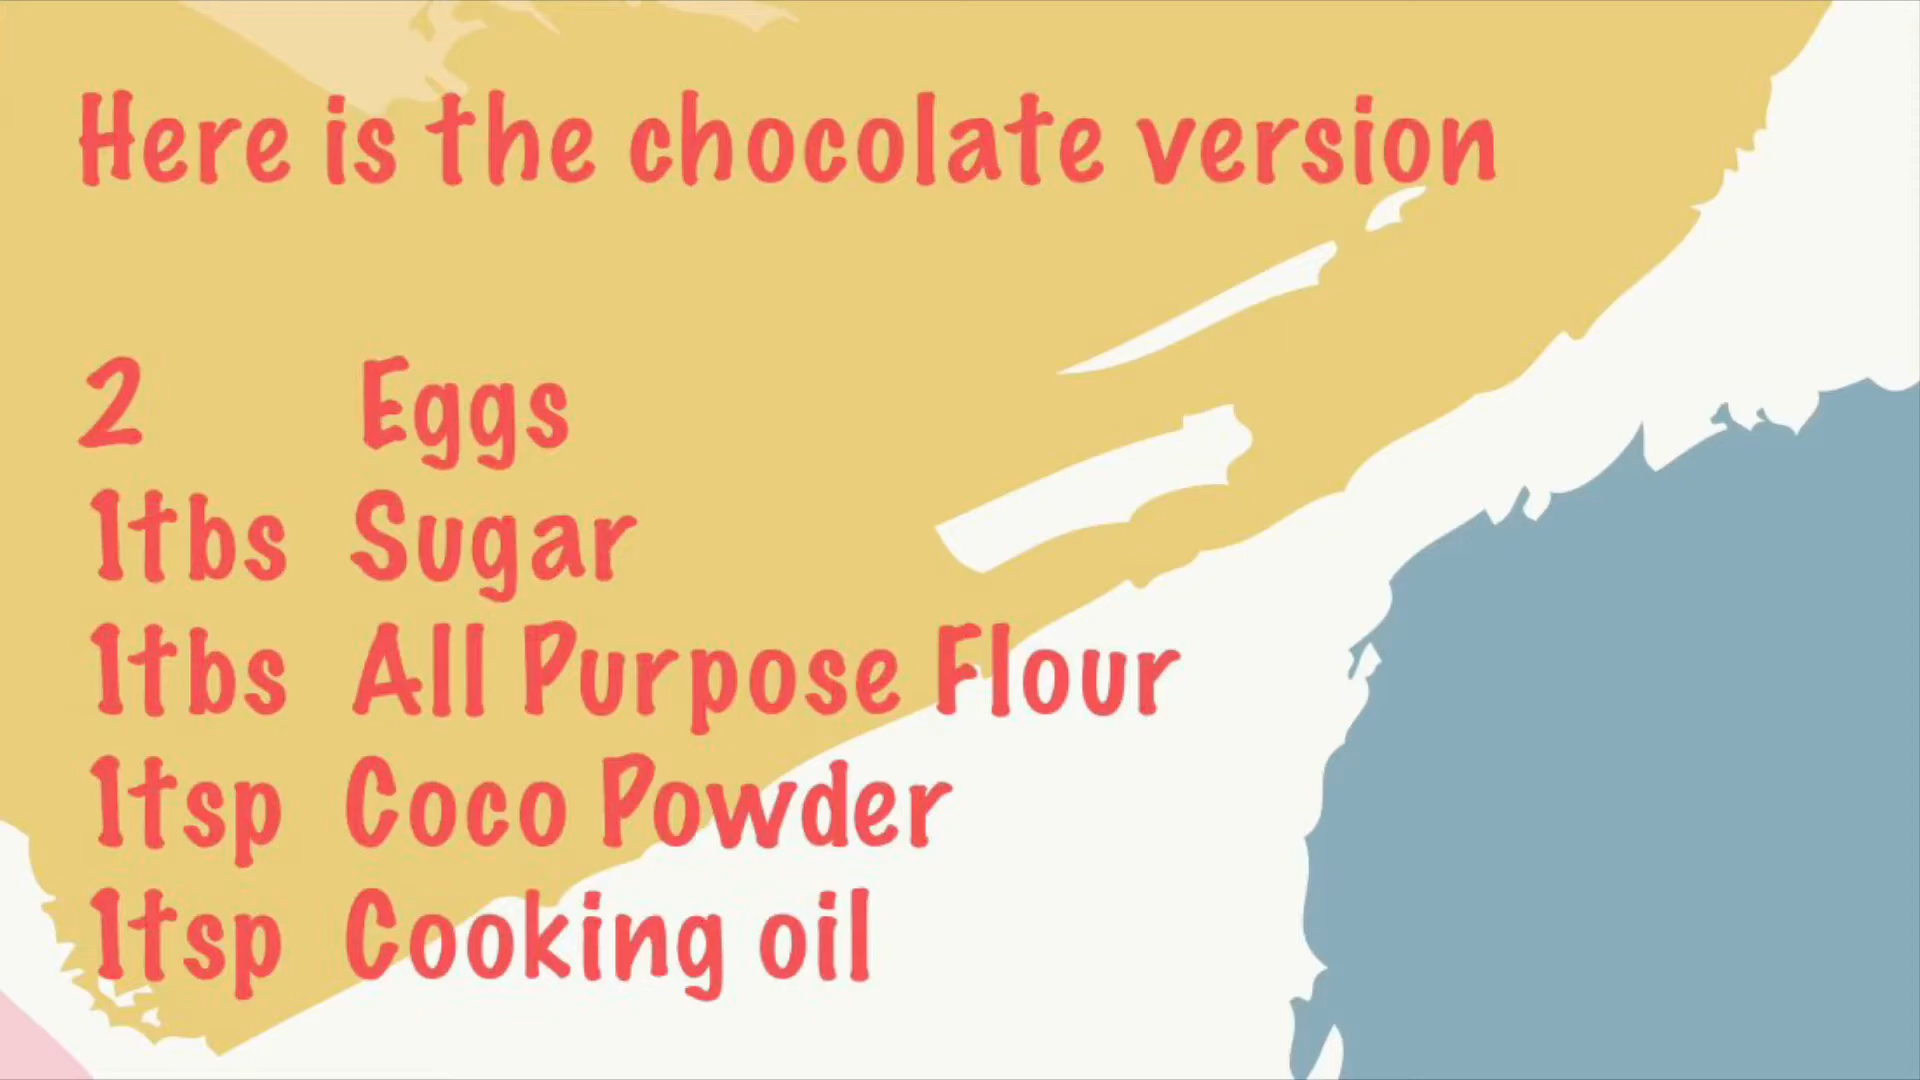 Here is the chocolate version
2 Eggs
1tbs Sugar
1tbs All Purpose Flour
1tsp Coco Powder
1tsp Cooking oil